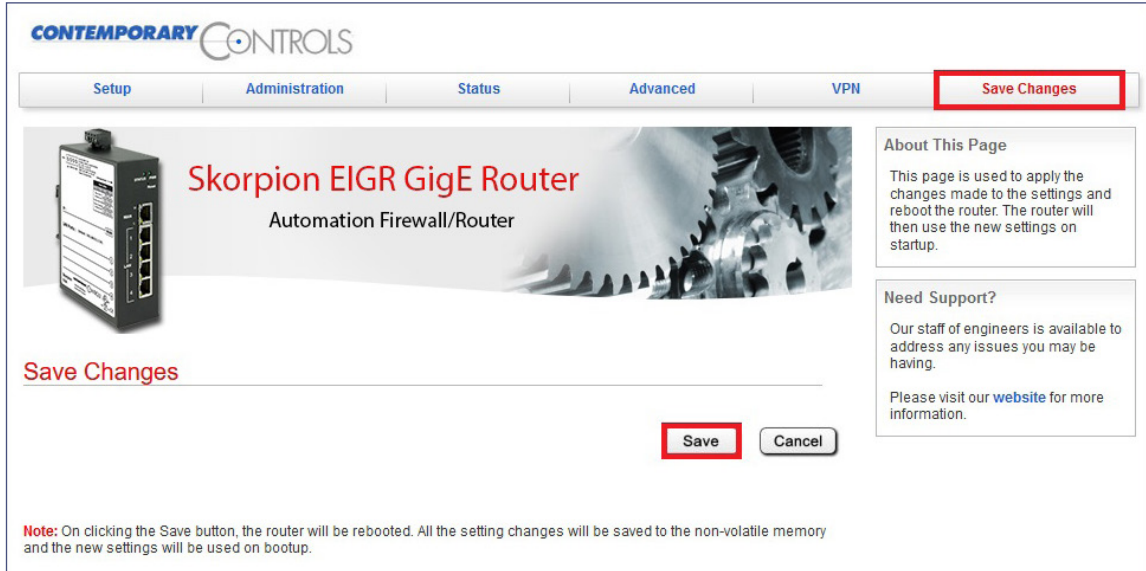 CONTEMPORARY CONTROLS
Setup
Administration
Status
Advanced
VPN
Save Changes
Skorpion EIGR GigE Router
Automation Firewall/Router
About This Page
This page is used to apply the
changes made to the settings and
reboot the router. The router will
then use the new settings on
startup.
Need Support?
Our staff of engineers is available to
address any issues you may be
having.
Please visit our website for more
information.
Save Changes
Save
Cancel
Note: On clicking the Save button, the router will be rebooted. All the setting changes will be saved to the non-volatile memory
and the new settings will be used on bootup.